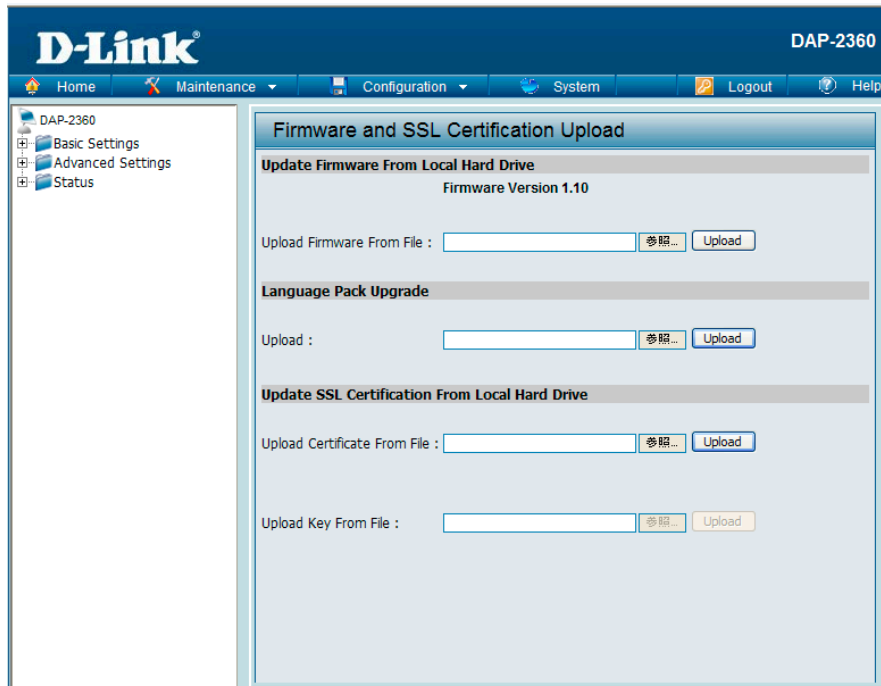 D-Link®
DAP-2360
Home Maintenance Configuration System Logout Help
DAP-2360
Basic Settings
Advanced Settings
Status
Firmware and SSL Certification Upload
Update Firmware From Local Hard Drive
Firmware Version 1.10
Upload Firmware From File : 参照... Upload
Language Pack Upgrade
Upload : 参照... Upload
Update SSL Certification From Local Hard Drive
Upload Certificate From File : 参照... Upload
Upload Key From File : 参照... Upload